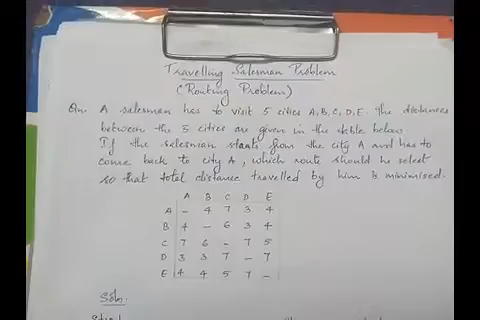 Travelling Salesman Problem
(Routing Problem)
Qn. A salesman has to visit 5 cities A, B, C, D, E. The distances
between the 5 cities are given in the table below
If the salesman starts from the city A and has to
come back to city A, which route should he select
so that total distance travelled by him is minimised.
A B C D E
A - 4 7 3 4
B 4 - 6 3 4
C 7 6 - 7 5
D 3 3 7 - 7
E 4 4 5 7 -
Soln.